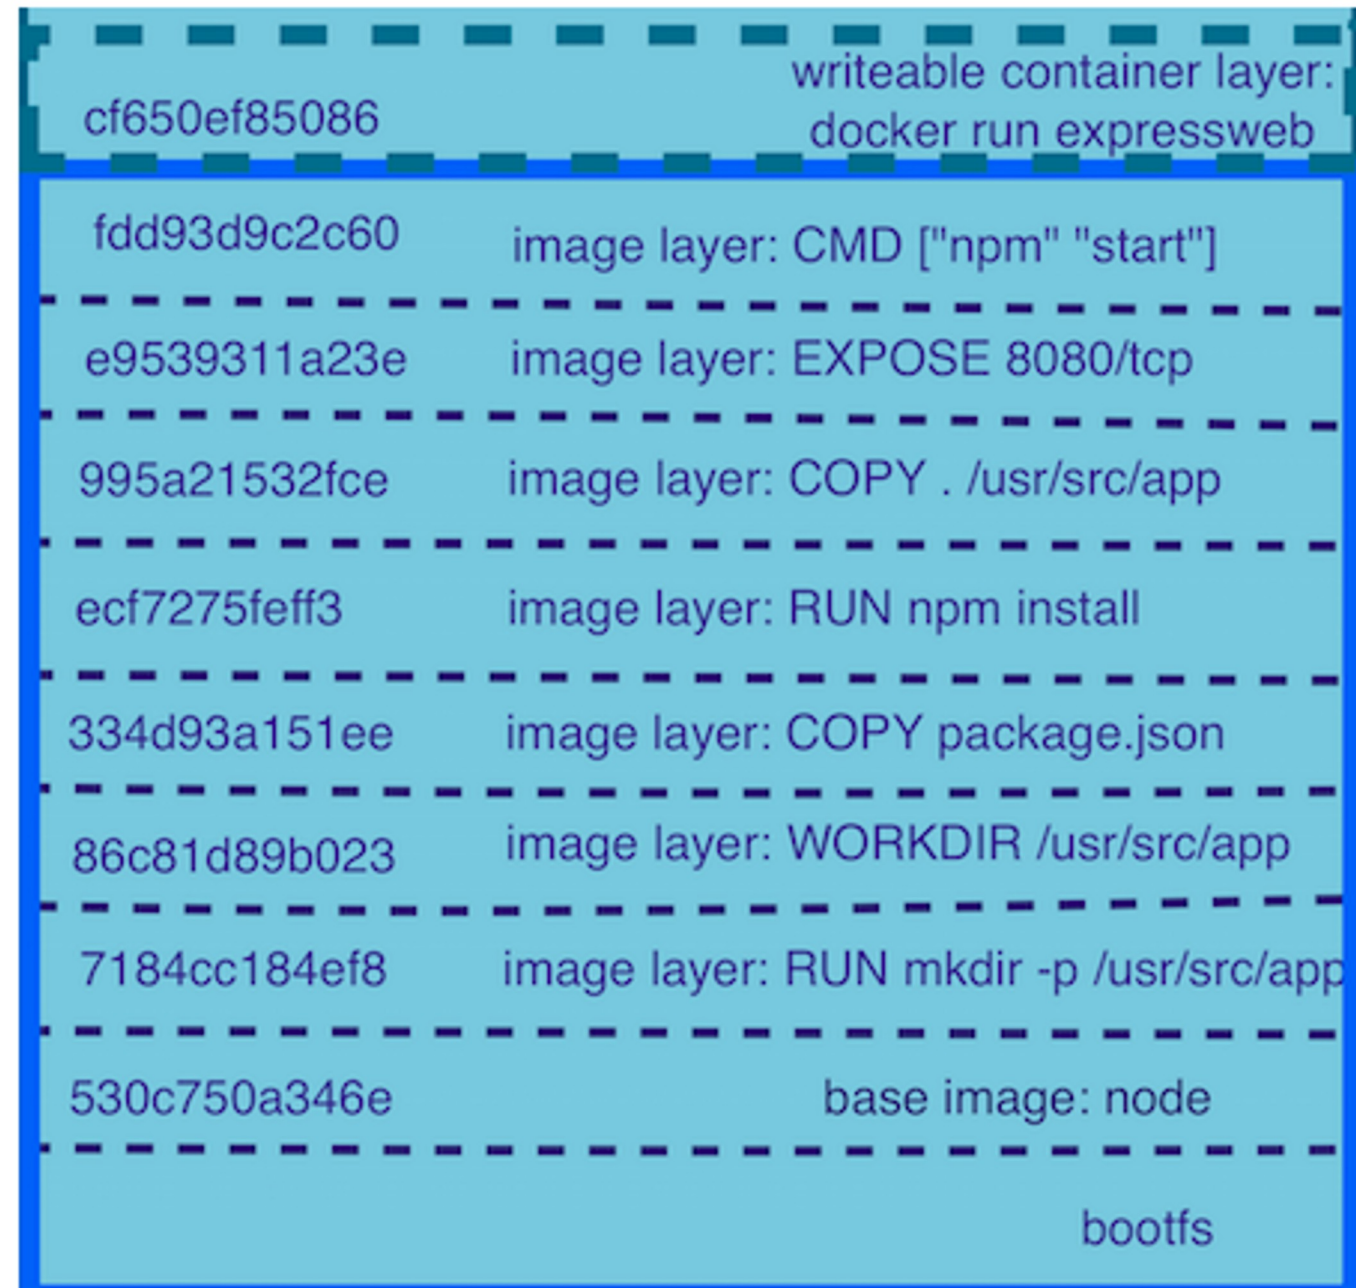 writeable container layer:
cf650ef85086 docker run expressweb
fdd93d9c2c60 image layer: CMD ["npm" "start"]
e9539311a23e image layer: EXPOSE 8080/tcp
995a21532fce image layer: COPY . /usr/src/app
ecf7275feff3 image layer: RUN npm install
334d93a151ee image layer: COPY package.json
86c81d89b023 image layer: WORKDIR /usr/src/app
7184cc184ef8 image layer: RUN mkdir -p /usr/src/app
530c750a346e base image: node
bootfs